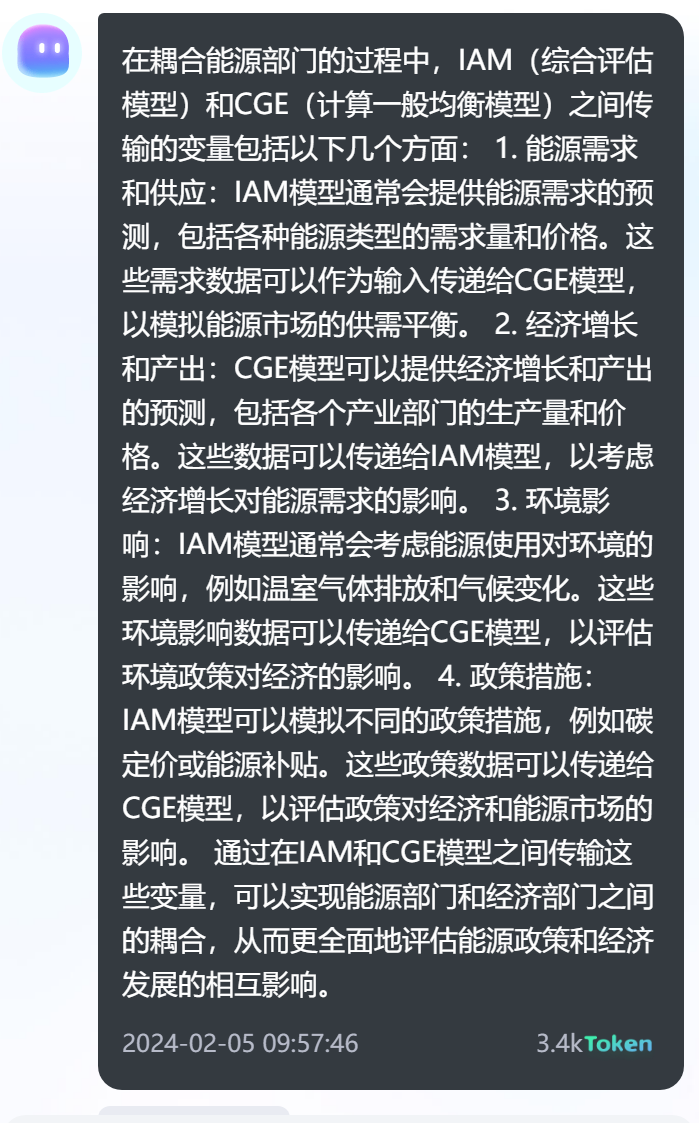 在耦合能源部门的过程中，IAM（综合评估
模型）和CGE（计算一般均衡模型）之间传
输的变量包括以下几个方面： 1. 能源需求
和供应：IAM模型通常会提供能源需求的预
测，包括各种能源类型的需求量和价格。这
些需求数据可以作为输入传递给CGE模型，
以模拟能源市场的供需平衡。 2. 经济增长
和产出：CGE模型可以提供经济增长和产出
的预测，包括各个产业部门的生产量和价
格。这些数据可以传递给IAM模型，以考虑
经济增长对能源需求的影响。 3. 环境影
响：IAM模型通常会考虑能源使用对环境的
影响，例如温室气体排放和气候变化。这些
环境影响数据可以传递给CGE模型，以评估
环境政策对经济的影响。 4. 政策措施：
IAM模型可以模拟不同的政策措施，例如碳
定价或能源补贴。这些政策数据可以传递给
CGE模型，以评估政策对经济和能源市场的
影响。 通过在IAM和CGE模型之间传输这
些变量，可以实现能源部门和经济部门之间
的耦合，从而更全面地评估能源政策和经济
发展的相互影响。
2024-02-05 09:57:46 3.4kToken